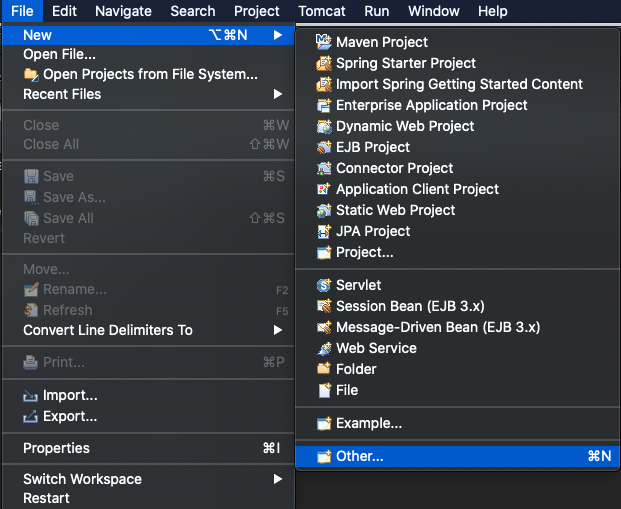 File Edit Navigate Search Project Tomcat Run Window Help
New ⌥⌘N
Open File...
Open Projects from File System...
Recent Files
Close ⌘W
Close All ⇧⌘W
Save ⌘S
Save As...
Save All ⇧⌘S
Revert
Move...
Rename... F2
Refresh F5
Convert Line Delimiters To
Print... ⌘P
Import...
Export...
Properties ⌘I
Switch Workspace
Restart
Maven Project
Spring Starter Project
Import Spring Getting Started Content
Enterprise Application Project
Dynamic Web Project
EJB Project
Connector Project
Application Client Project
Static Web Project
JPA Project
Project...
Servlet
Session Bean (EJB 3.x)
Message-Driven Bean (EJB 3.x)
Web Service
Folder
File
Example...
Other... ⌘N